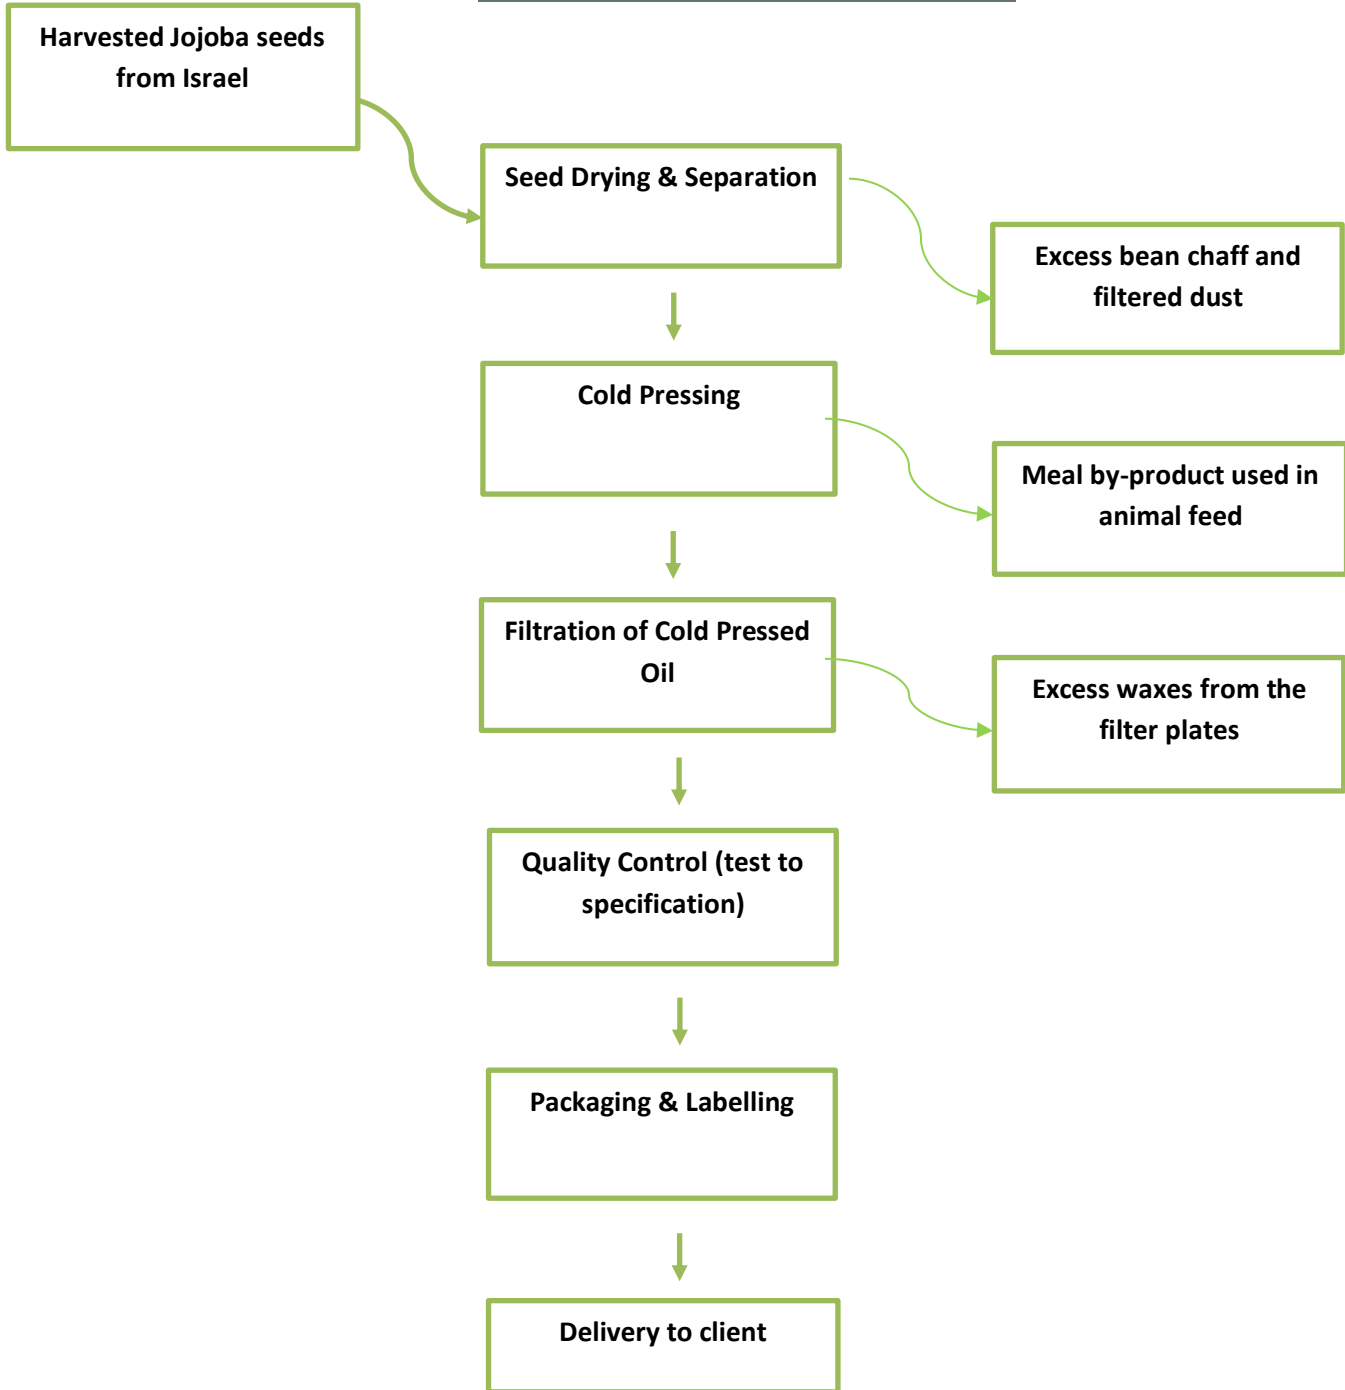 Harvested Jojoba seeds
from Israel
Seed Drying & Separation
Excess bean chaff and
filtered dust
Cold Pressing
Meal by-product used in
animal feed
Filtration of Cold Pressed
Oil
Excess waxes from the
filter plates
Quality Control (test to
specification)
Packaging & Labelling
Delivery to client